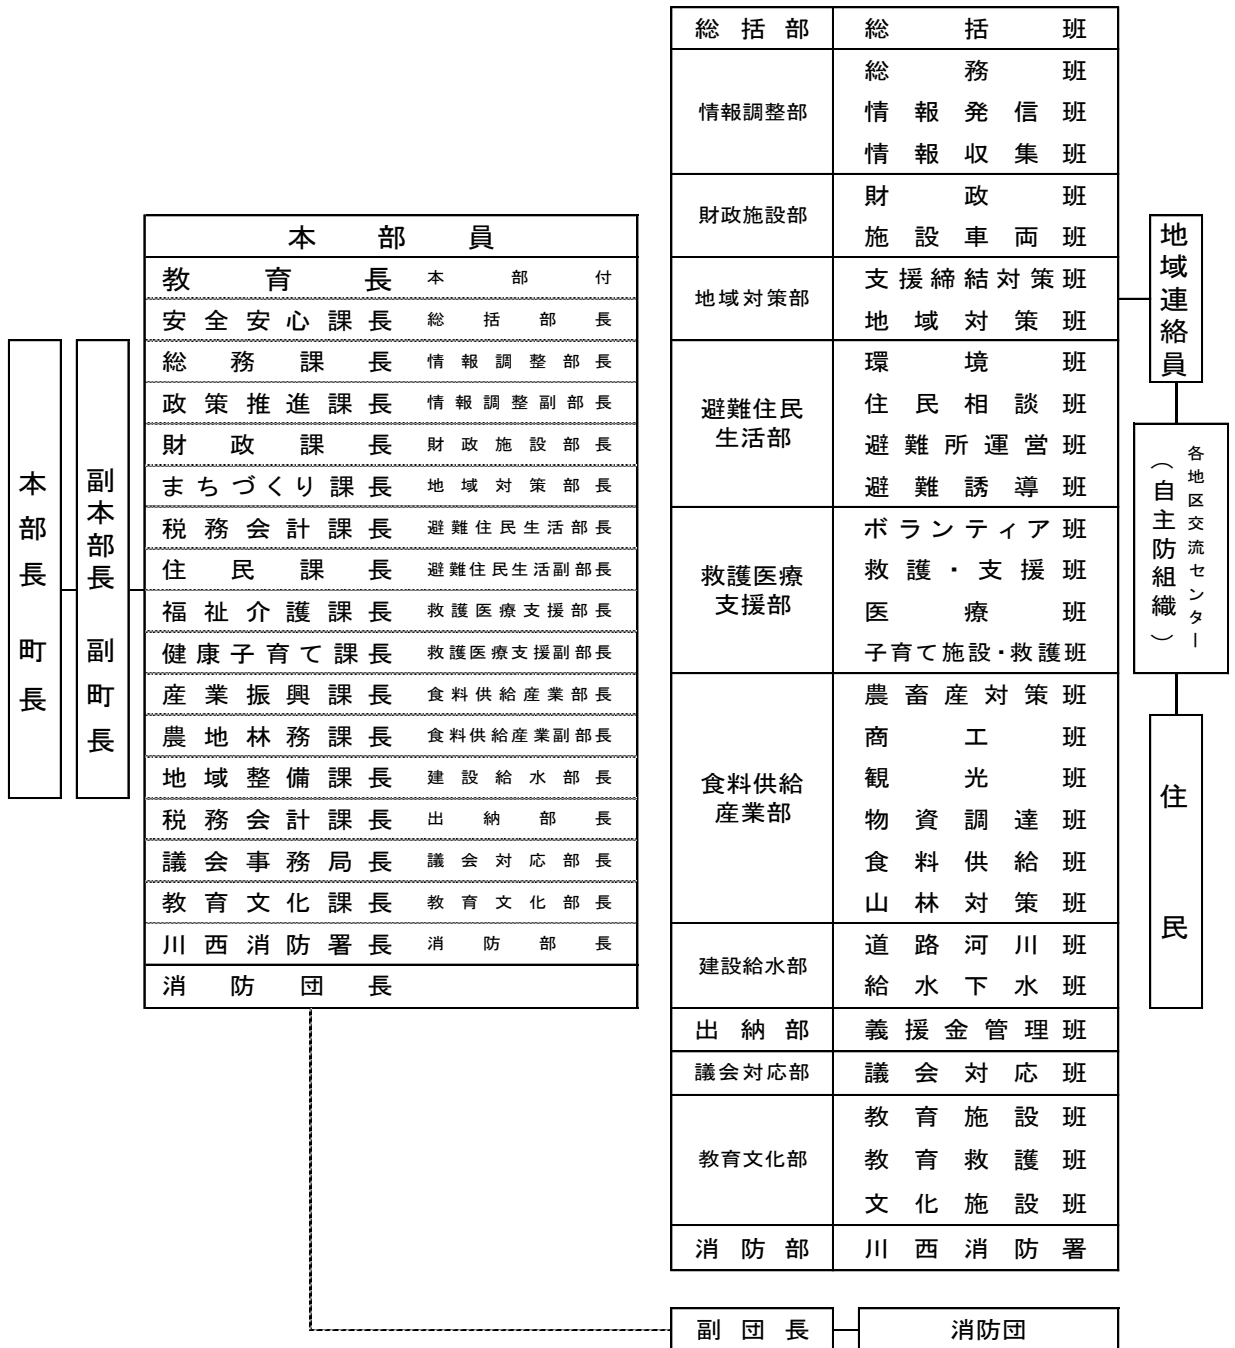 本部長 町長
副本部長 副町長
本部員
教育長 本部付
安全安心課長 総括部長
総務課長 情報調整部長
政策推進課長 情報調整副部長
財政課長 財政施設部長
まちづくり課長 地域対策部長
税務会計課長 避難住民生活部長
住民課長 避難住民生活副部長
福祉介護課長 救護医療支援部長
健康子育て課長 救護医療支援副部長
産業振興課長 食料供給産業部長
農地林務課長 食料供給産業副部長
地域整備課長 建設給水部長
税務会計課長 出納部長
議会事務局長 議会対応部長
教育文化課長 教育文化部長
川西消防署長 消防部長
消防団長
総括部 総括班
情報調整部
総務班
情報発信班
情報収集班
財政施設部
財政班
施設車両班
地域対策部
支援締結対策班
地域対策班
避難住民
生活部
環境班
住民相談班
避難所運営班
避難誘導班
救護医療
支援部
ボランティア班
救護・支援班
医療班
子育て施設・救護班
食料供給
産業部
農畜産対策班
商工班
観光班
物資調達班
食料供給班
山林対策班
建設給水部
道路河川班
給水下水班
出納部 義援金管理班
議会対応部 議会対応班
教育文化部
教育施設班
教育救護班
文化施設班
消防部 川西消防署
副団長 消防団
地域連絡員
各地区交流センター
（自主防組織）
住民